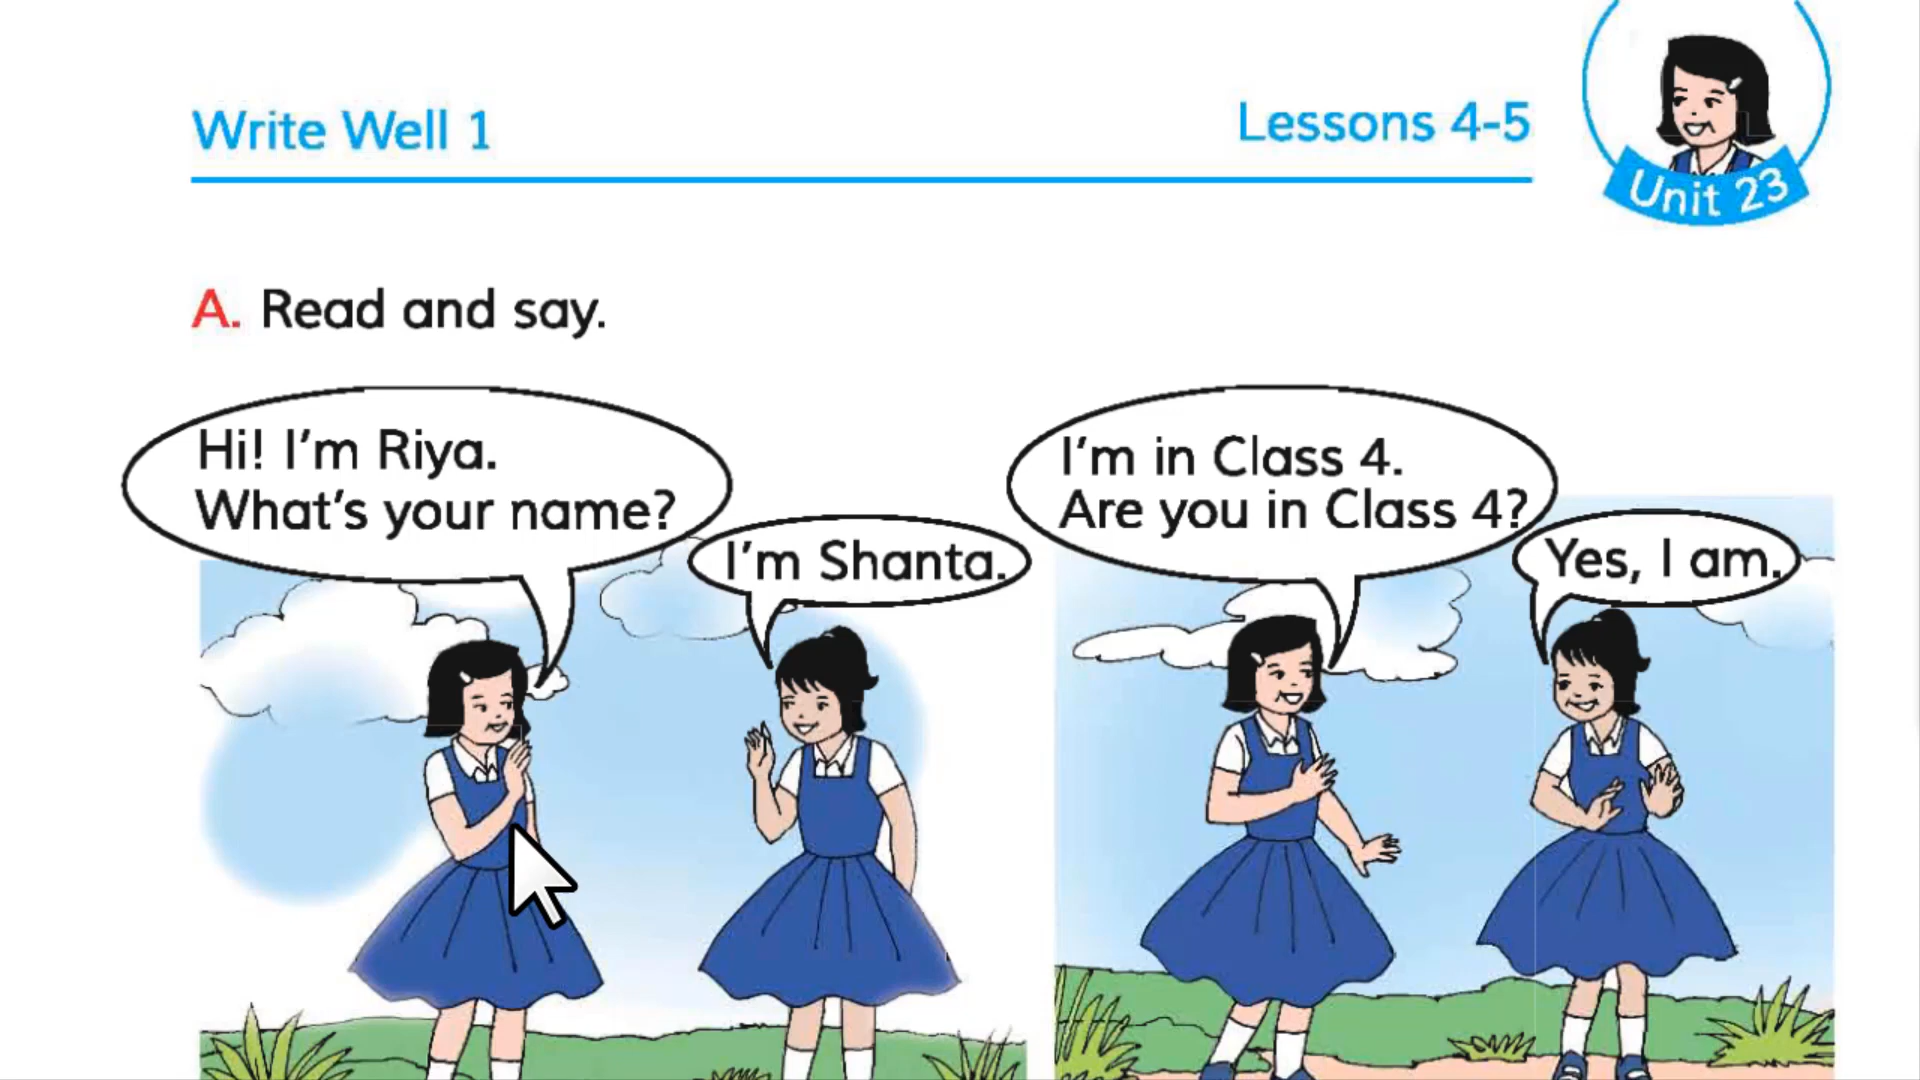 Write Well 1
Lessons 4-5
Unit 23
A. Read and say.
Hi! I'm Riya.
What's your name?
I'm Shanta.
I'm in Class 4.
Are you in Class 4?
Yes, I am.